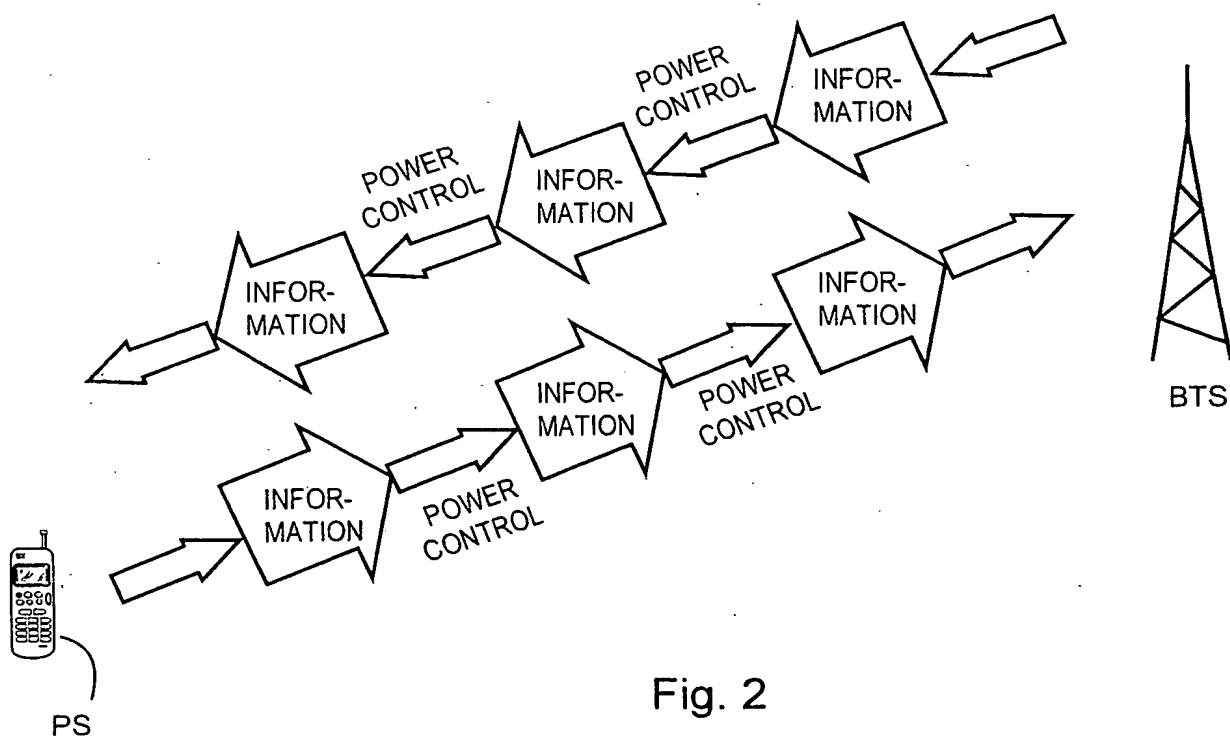 POWER
CONTROL
INFOR-
MATION
POWER
CONTROL
INFOR-
MATION
INFOR-
MATION
INFOR-
MATION
INFOR-
MATION
POWER
CONTROL
INFOR-
MATION
POWER
CONTROL
BTS
PS
Fig. 2